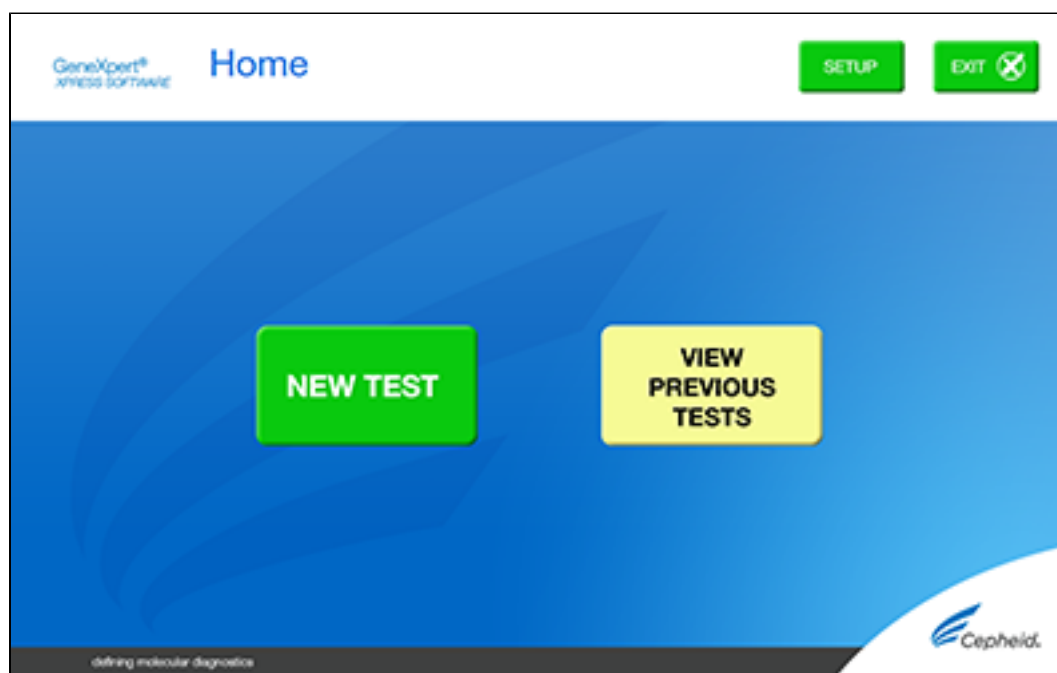 GeneXpert®
XPRESS SOFTWARE
Home
SETUP
EXIT
NEW TEST
VIEW
PREVIOUS
TESTS
Cepheid.
defining molecular diagnostics